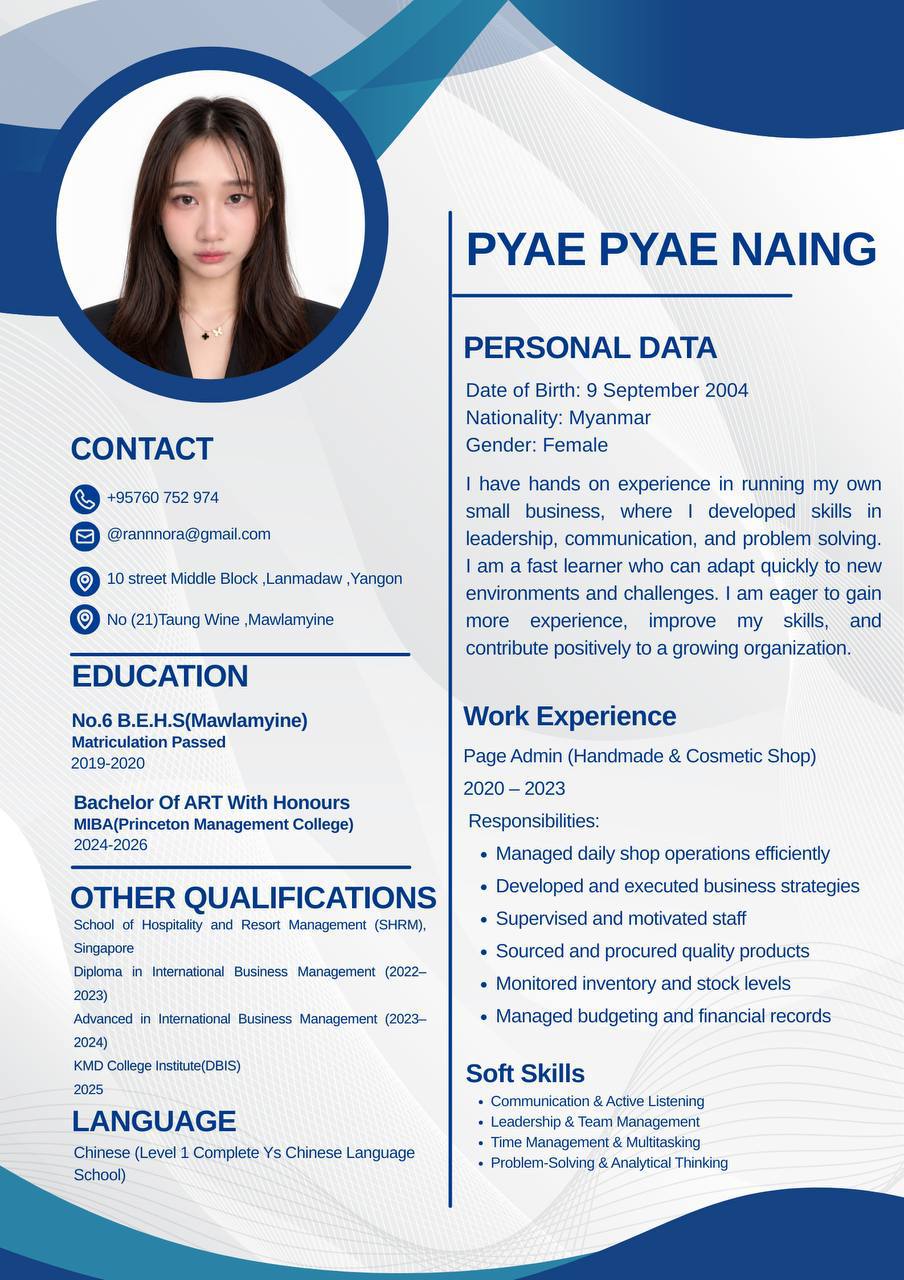 PYAE PYAE NAING
PERSONAL DATA
Date of Birth: 9 September 2004
Nationality: Myanmar
Gender: Female
I have hands on experience in running my own
small business, where I developed skills in
leadership, communication, and problem solving.
I am a fast learner who can adapt quickly to new
environments and challenges. I am eager to gain
more experience, improve my skills, and
contribute positively to a growing organization.
Work Experience
Page Admin (Handmade & Cosmetic Shop)
2020 – 2023
Responsibilities:
• Managed daily shop operations efficiently
• Developed and executed business strategies
• Supervised and motivated staff
• Sourced and procured quality products
• Monitored inventory and stock levels
• Managed budgeting and financial records
Soft Skills
• Communication & Active Listening
• Leadership & Team Management
• Time Management & Multitasking
• Problem-Solving & Analytical Thinking
CONTACT
+95760 752 974
@rannnora@gmail.com
10 street Middle Block ,Lanmadaw ,Yangon
No (21)Taung Wine ,Mawlamyine
EDUCATION
No.6 B.E.H.S(Mawlamyine)
Matriculation Passed
2019-2020
Bachelor Of ART With Honours
MIBA(Princeton Management College)
2024-2026
OTHER QUALIFICATIONS
School of Hospitality and Resort Management (SHRM),
Singapore
Diploma in International Business Management (2022–
2023)
Advanced in International Business Management (2023–
2024)
KMD College Institute(DBIS)
2025
LANGUAGE
Chinese (Level 1 Complete Ys Chinese Language
School)